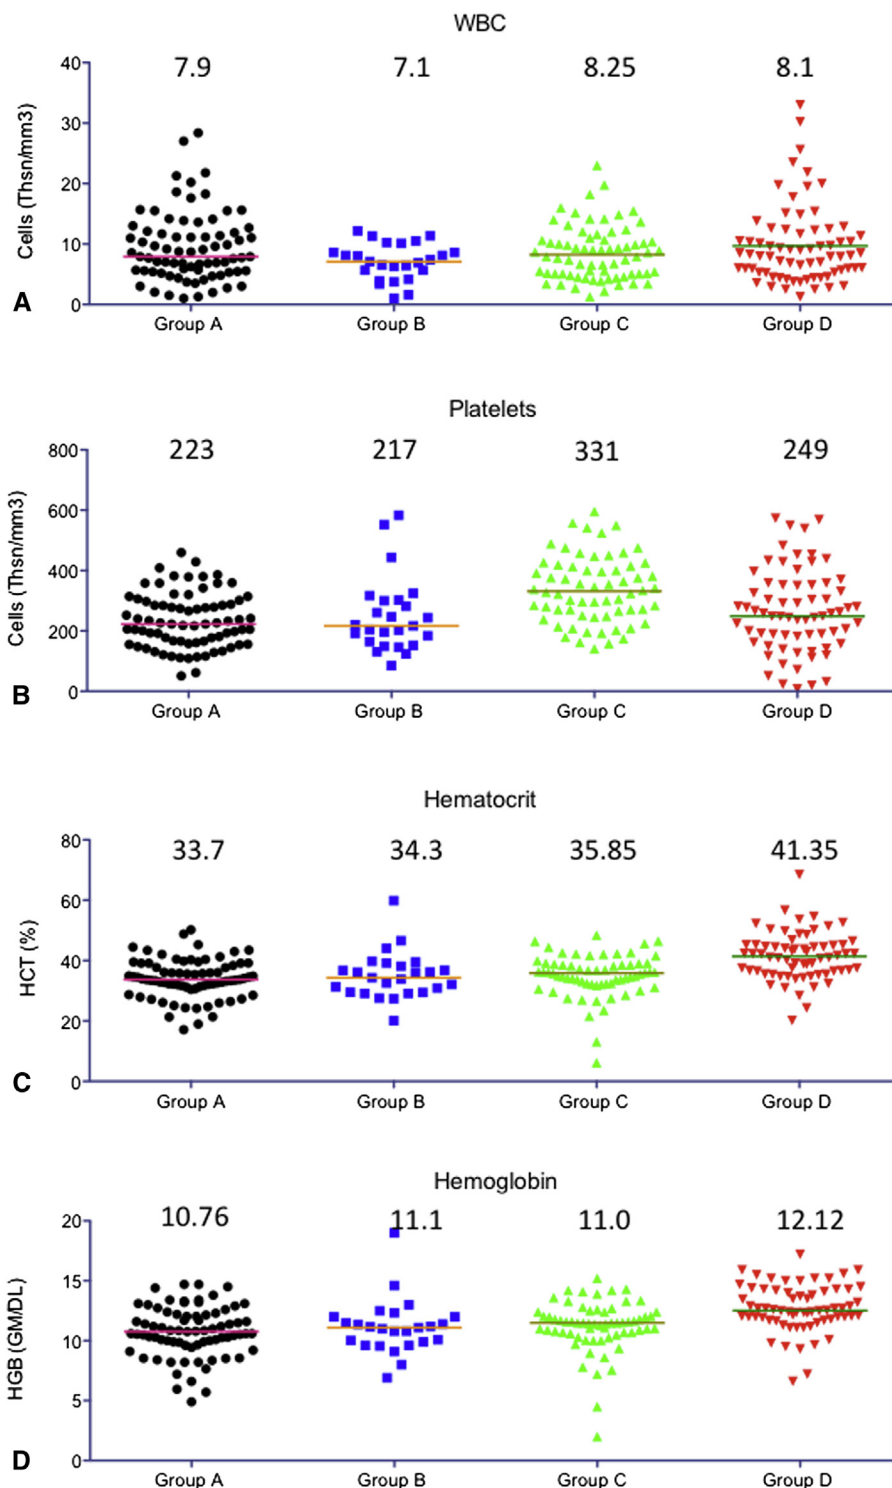 WBC
40
7.9 7.1 8.25 8.1
30
20
10
0
Cells (Thsn/mm3)
A
Group A Group B Group C Group D
Platelets
800
223 217 331 249
600
400
200
0
Cells (Thsn/mm3)
B
Group A Group B Group C Group D
Hematocrit
80
33.7 34.3 35.85 41.35
60
40
20
0
HCT (%)
C
Group A Group B Group C Group D
Hemoglobin
20
10.76 11.1 11.0 12.12
15
10
5
0
HGB (GM/DL)
D
Group A Group B Group C Group D